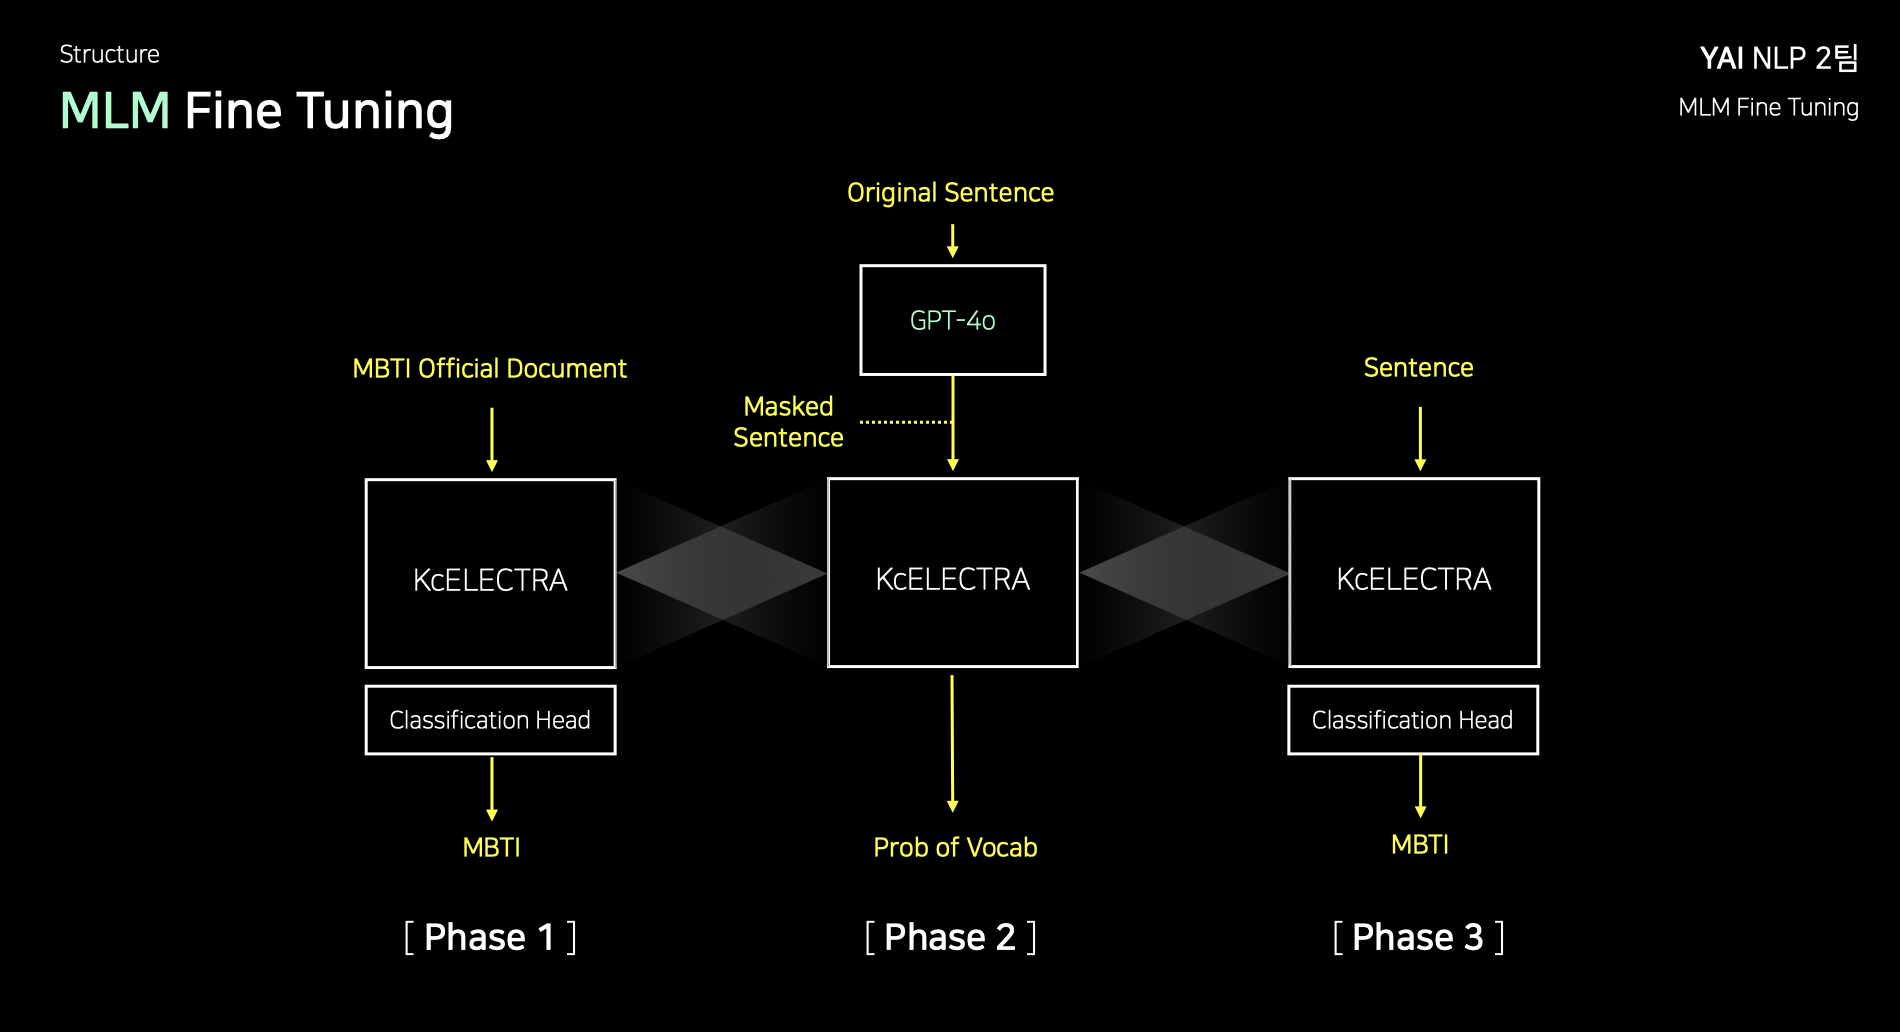 Structure
MLM Fine Tuning
YAI NLP 2팀
MLM Fine Tuning
Original Sentence
GPT-4o
Masked
Sentence
MBTI Official Document
Sentence
KcELECTRA
KcELECTRA
KcELECTRA
Classification Head
Classification Head
MBTI
Prob of Vocab
MBTI
[ Phase 1 ]
[ Phase 2 ]
[ Phase 3 ]